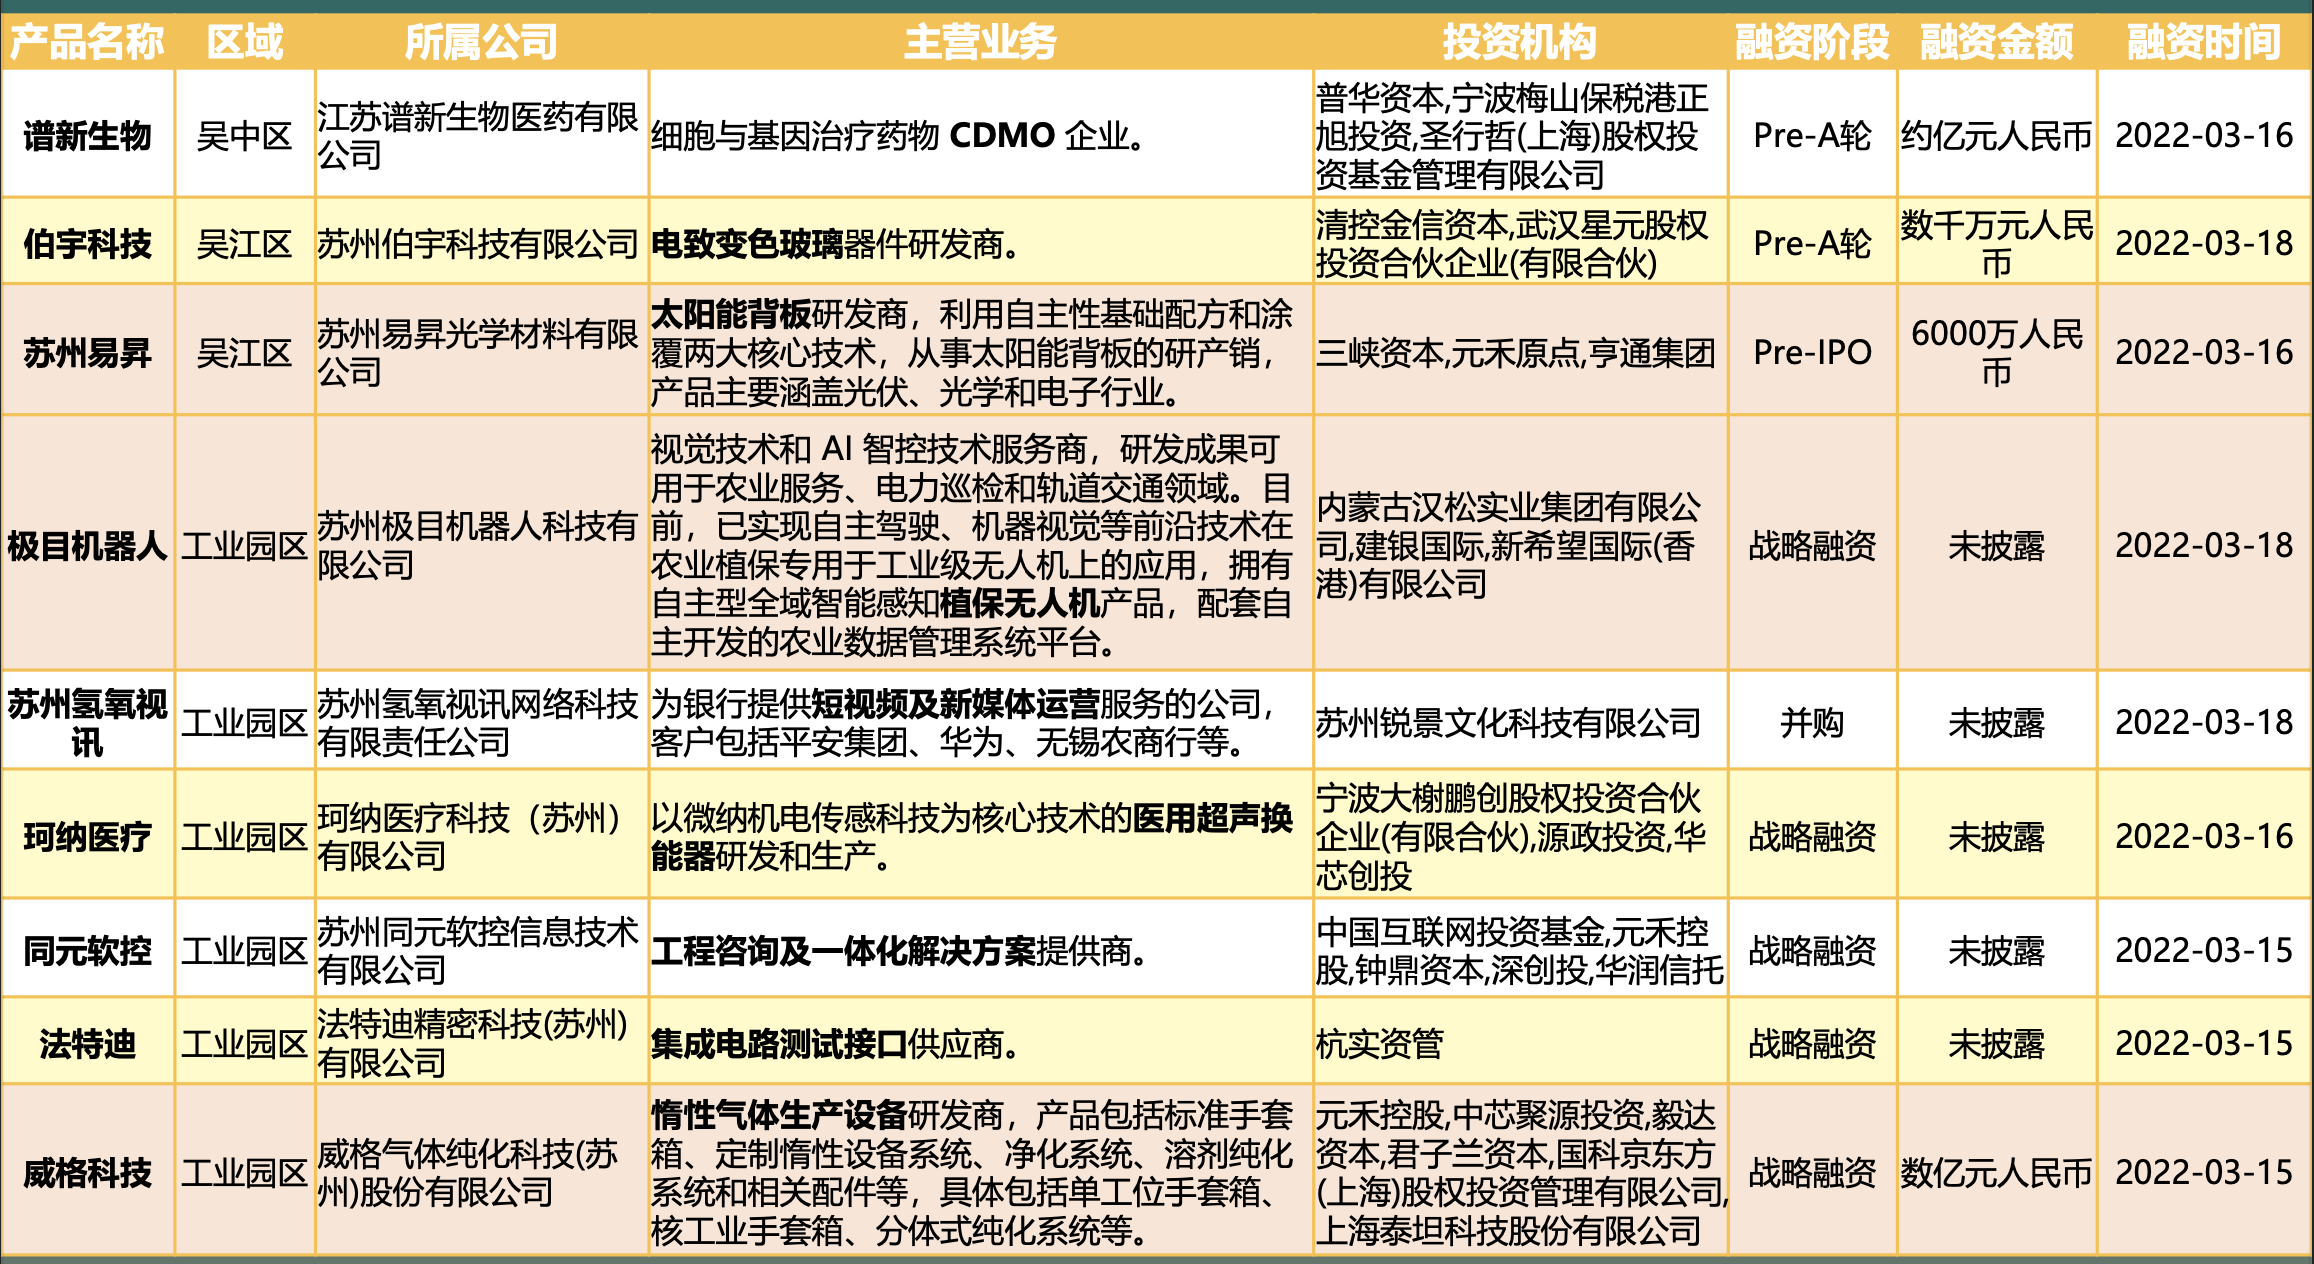 产品名称 区域 所属公司 主营业务 投资机构 融资阶段 融资金额 融资时间
谱新生物
吴中区
江苏谱新生物医药有限
公司
细胞与基因治疗药物 CDMO 企业。
普华资本,宁波梅山保税港正
旭投资,圣行哲(上海)股权投
资基金管理有限公司
Pre-A轮
约亿元人民币
2022-03-16
伯宇科技
吴江区
苏州伯宇科技有限公司
电致变色玻璃器件研发商。
清控金信资本,武汉星元股权
投资合伙企业(有限合伙)
Pre-A轮
数千万元人民
币
2022-03-18
苏州易昇
吴江区
苏州易昇光学材料有限
公司
太阳能背板研发商，利用自主性基础配方和涂
覆两大核心技术，从事太阳能背板的研产销，
产品主要涵盖光伏、光学和电子行业。
三峡资本,元禾原点,亨通集团
Pre-IPO
6000万人民
币
2022-03-16
极目机器人
工业园区
苏州极目机器人科技有
限公司
视觉技术和 AI 智控技术服务商，研发成果可
用于农业服务、电力巡检和轨道交通领域。目
前，已实现自主驾驶、机器视觉等前沿技术在
农业植保专用于工业级无人机上的应用，拥有
自主型全域智能感知植保无人机产品，配套自
主开发的农业数据管理系统平台。
内蒙古汉松实业集团有限公
司,建银国际,新希望国际(香
港)有限公司
战略融资
未披露
2022-03-18
苏州氢氧视
讯
工业园区
苏州氢氧视讯网络科技
有限责任公司
为银行提供短视频及新媒体运营服务的公司，
客户包括平安集团、华为、无锡农商行等。
苏州锐景文化科技有限公司
并购
未披露
2022-03-18
珂纳医疗
工业园区
珂纳医疗科技（苏州）
有限公司
以微纳机电传感科技为核心技术的医用超声换
能器研发和生产。
宁波大榭鹏创股权投资合伙
企业(有限合伙),源政投资,华
芯创投
战略融资
未披露
2022-03-16
同元软控
工业园区
苏州同元软控信息技术
有限公司
工程咨询及一体化解决方案提供商。
中国互联网投资基金,元禾控
股,钟鼎资本,深创投,华润信托
战略融资
未披露
2022-03-15
法特迪
工业园区
法特迪精密科技(苏州)
有限公司
集成电路测试接口供应商。
杭实资管
战略融资
未披露
2022-03-15
威格科技
工业园区
威格气体纯化科技(苏
州)股份有限公司
惰性气体生产设备研发商，产品包括标准手套
箱、定制惰性设备系统、净化系统、溶剂纯化
系统和相关配件等，具体包括单工位手套箱、
核工业手套箱、分体式纯化系统等。
元禾控股,中芯聚源投资,毅达
资本,君子兰资本,国科京东方
(上海)股权投资管理有限公司,
上海泰坦科技股份有限公司
战略融资
数亿元人民币
2022-03-15